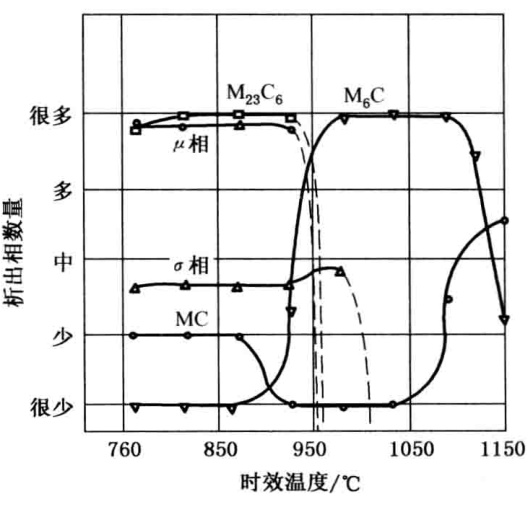 M₂₃C₆
M₆C
很多
μ相
多
析出相数量
中
σ相
少
MC
很少
760
850
950
1050
1150
时效温度/℃